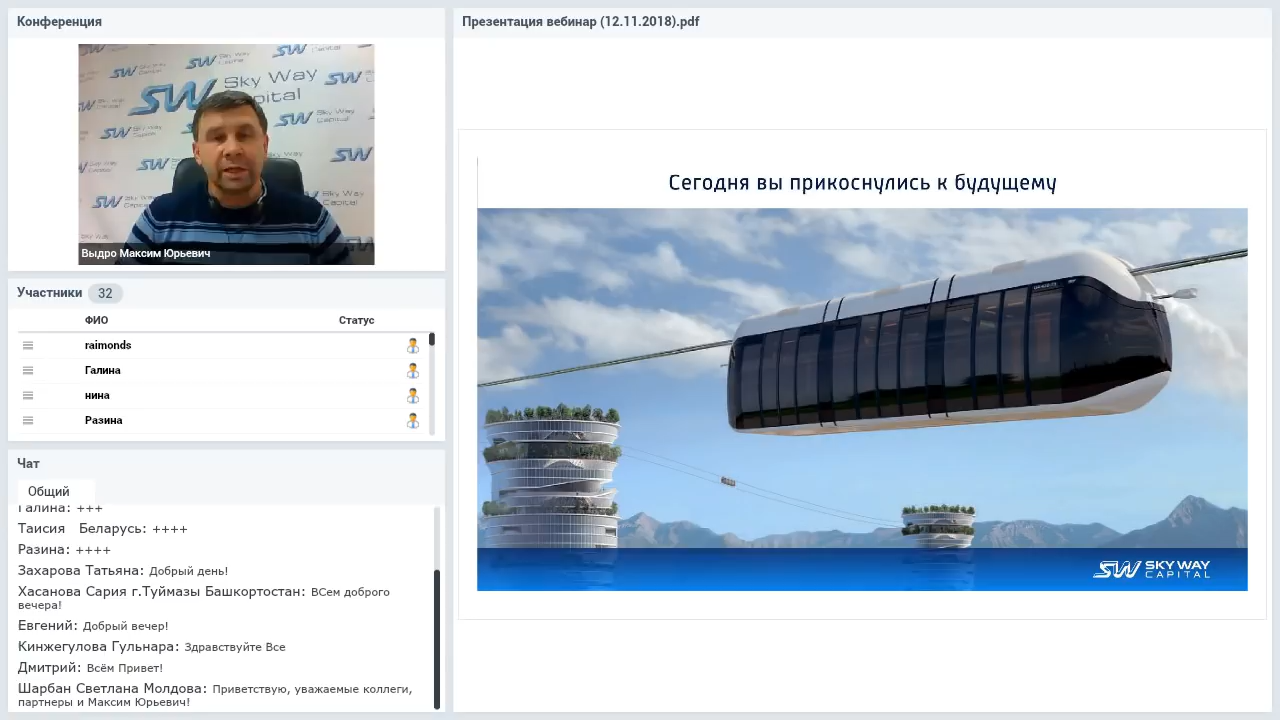 Конференция
Sky Way
Capital
Выдро Максим Юрьевич
Участники 32
ФИО Статус
raimonds
Галина
нина
Разина
Чат
Общий
Галина: +++
Таисия Беларусь: ++++
Разина: ++++
Захарова Татьяна: Добрый день!
Хасанова Сария г.Туймазы Башкортостан: ВСем доброго
вечера!
Евгений: Добрый вечер!
Кинжегулова Гульнара: Здравствуйте Все
Дмитрий: Всём Привет!
Шарбан Светлана Молдова: Приветствую, уважаемые коллеги,
партнеры и Максим Юрьевич!
Презентация вебинар (12.11.2018).pdf
Сегодня вы прикоснулись к будущему
SW SKY WAY
CAPITAL